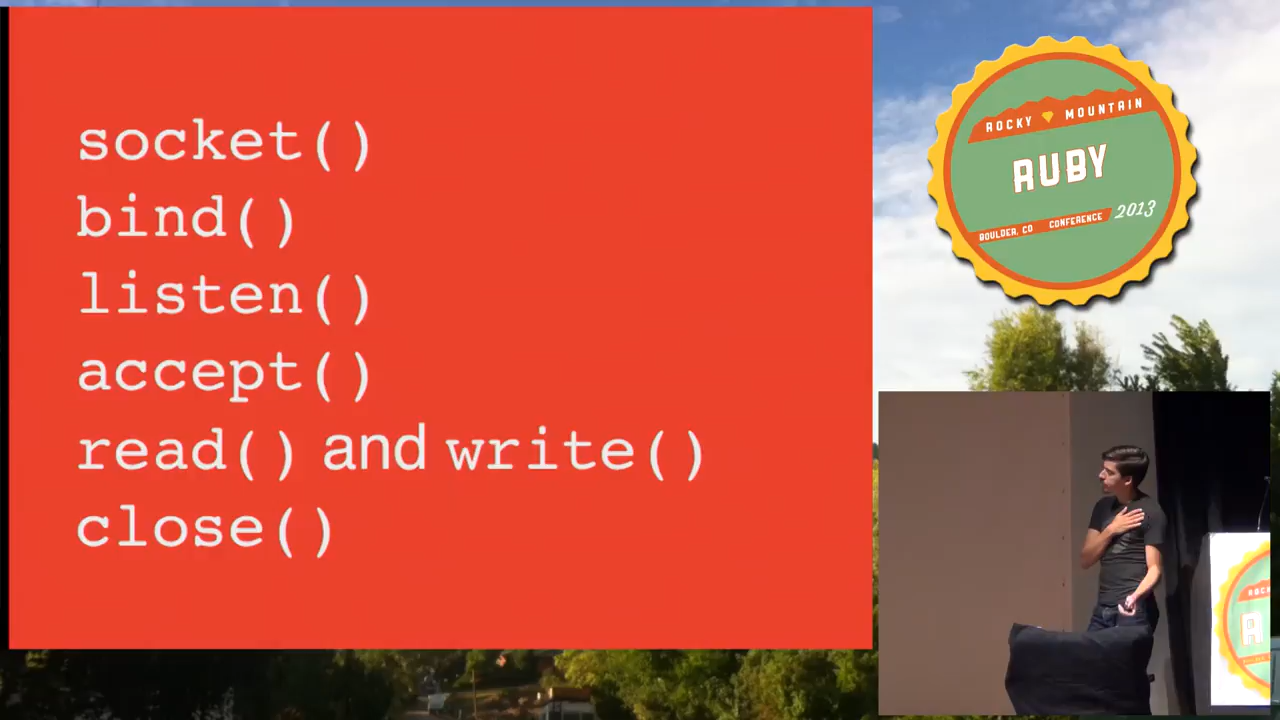 socket()
bind()
listen()
accept()
read() and write()
close()
ROCKY MOUNTAIN
RUBY
BOULDER, CO CONFERENCE 2013